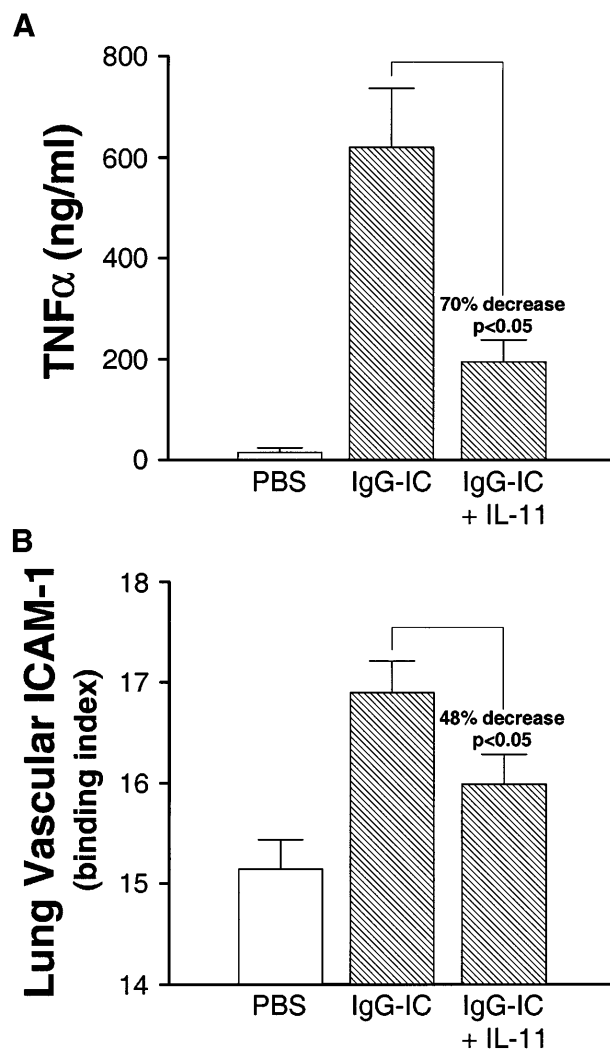 A
TNFα (ng/ml)
800
600
400
200
0
70% decrease
p<0.05
PBS
IgG-IC
IgG-IC
+ IL-11
B
Lung Vascular ICAM-1
(binding index)
18
17
16
15
14
48% decrease
p<0.05
PBS
IgG-IC
IgG-IC
+ IL-11